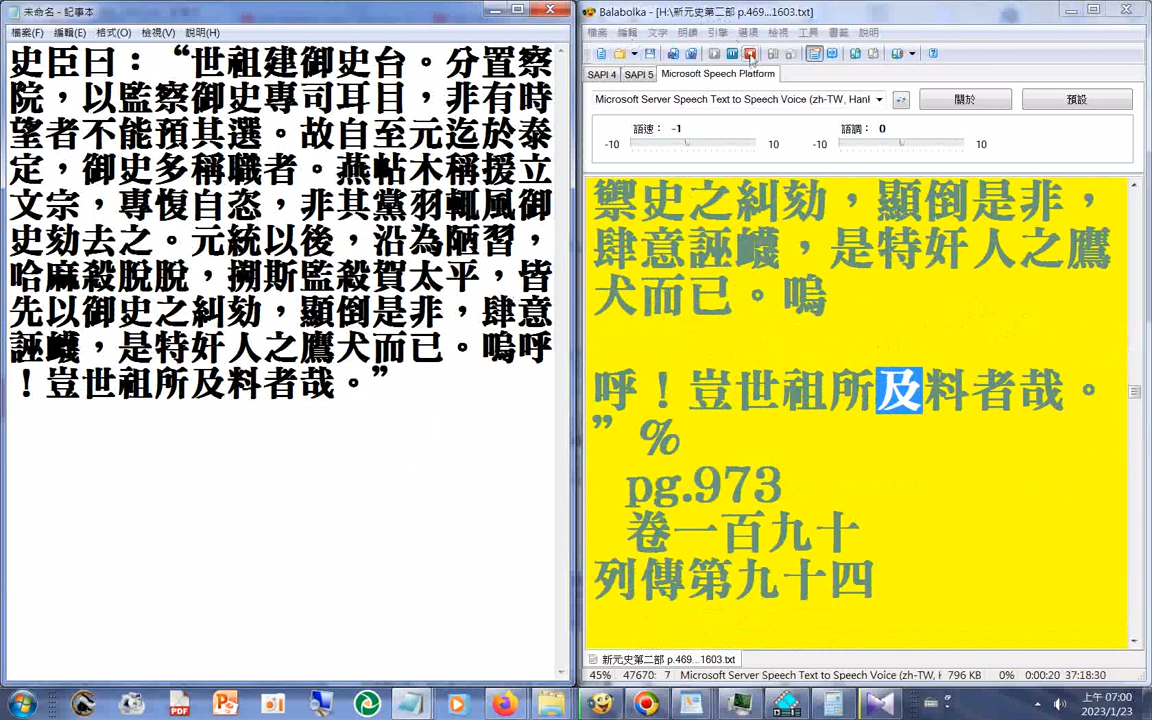 未命名 - 記事本
檔案(F) 編輯(E) 格式(O) 檢視(V) 說明(H)
史臣曰：“世祖建御史台。分置察
院，以監察御史專司耳目，非有時
望者不能預其選。故自至元迄於泰
定，御史多稱職者。燕帖木稱援立
文宗，專愎自恣，非其黨羽輒風御
史劾去之。元統以後，沿為陋習，
哈麻殺脫脫，搠斯監殺賀太平，皆
先以御史之糾劾，顯倒是非，肆意
誣衊，是特奸人之鷹犬而已。嗚呼
！豈世祖所及料者哉。”
Balabolka - [H:\新元史第二部 p.469...1603.txt]
檔案 編輯 文字 朗讀 引擎 選項 檢視 工具 書籤 說明
SAPI 4 SAPI 5 Microsoft Speech Platform
Microsoft Server Speech Text to Speech Voice (zh-TW, Hanl 關於 預設
語速： -1 語調： 0
-10 10 -10 10
禦史之糾劾，顯倒是非，
肆意誣衊，是特奸人之鷹
犬而已。嗚
呼！豈世祖所及料者哉。
” %
pg.973
卷一百九十
列傳第九十四
新元史第二部 p.469...1603.txt
45% 47670: 7 Microsoft Server Speech Text to Speech Voice (zh-TW, 796 KB 0% 0:00:20 37:18:30
上午 07:00
2023/1/23